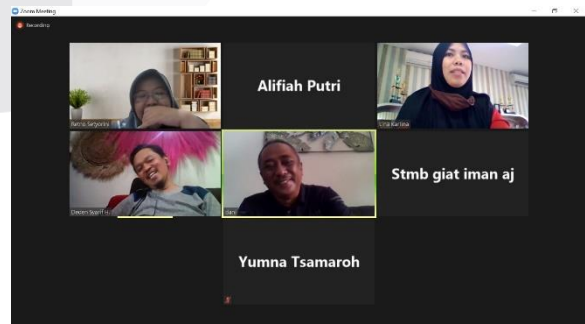 Zoom Meeting
Recording
Alifiah Putri
Stmb giat iman aj
Yumna Tsamaroh